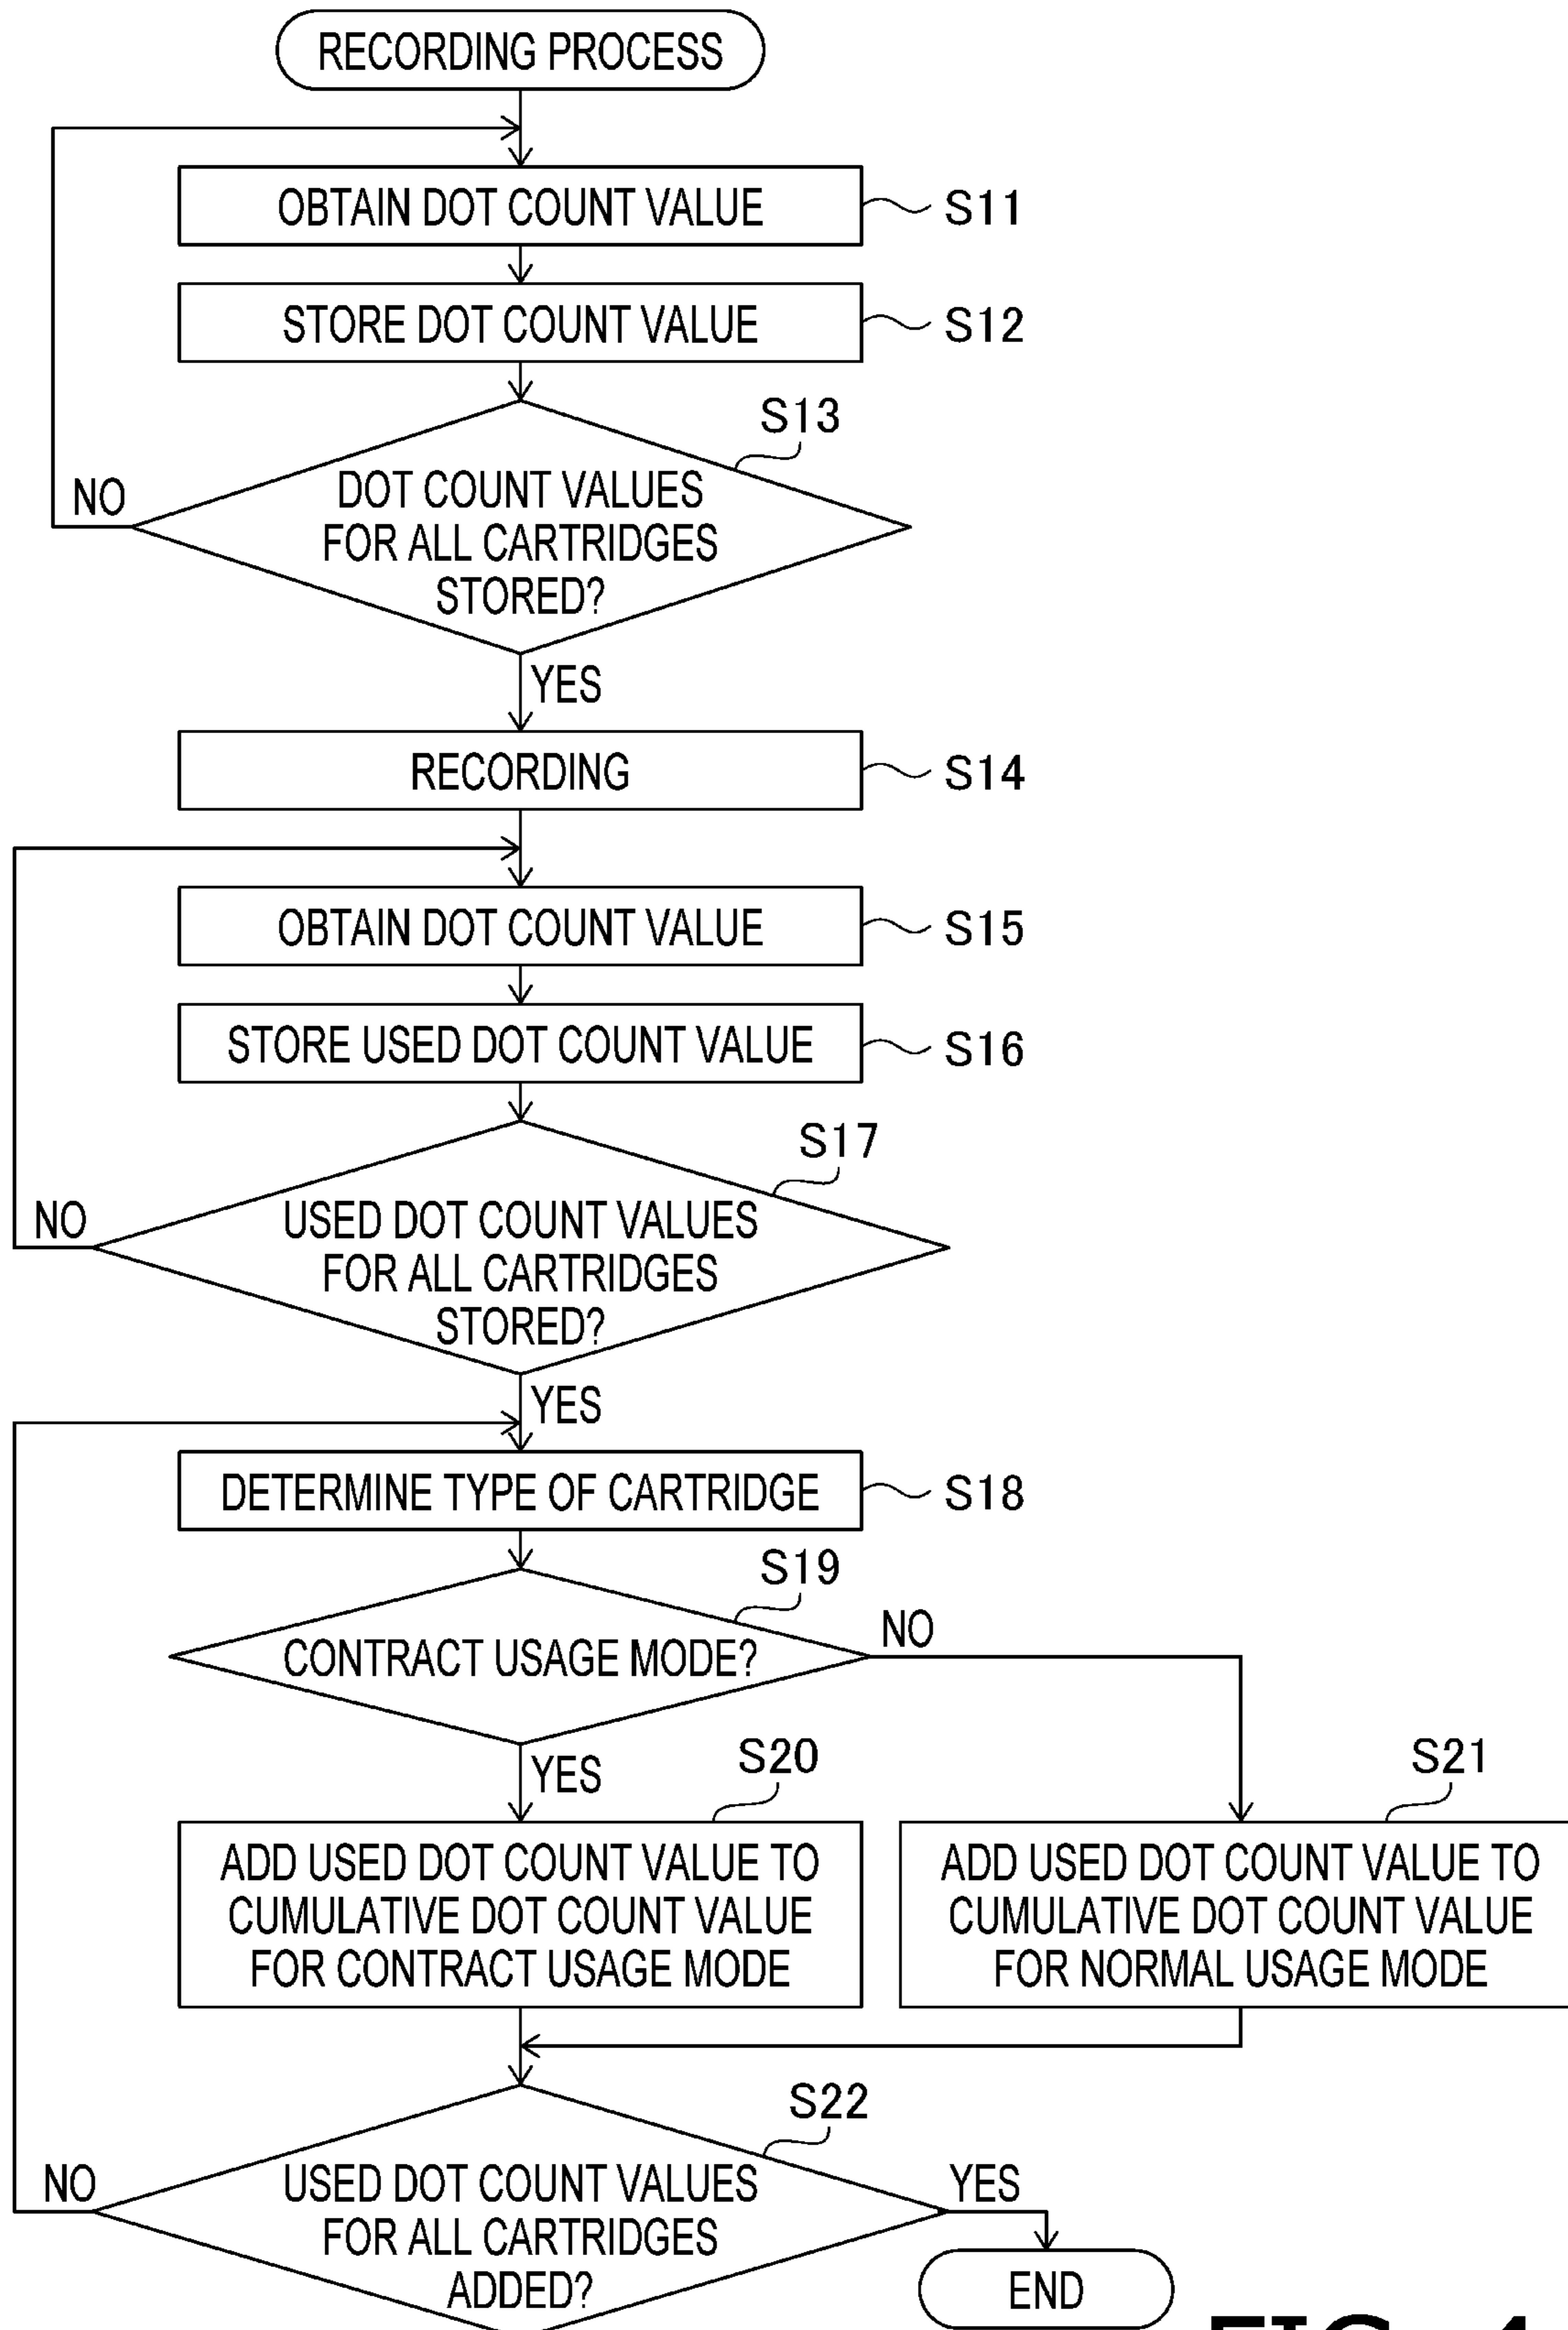 RECORDING PROCESS
OBTAIN DOT COUNT VALUE
S11
STORE DOT COUNT VALUE
S12
S13
DOT COUNT VALUES
FOR ALL CARTRIDGES
STORED?
NO
YES
RECORDING
S14
OBTAIN DOT COUNT VALUE
S15
STORE USED DOT COUNT VALUE
S16
S17
USED DOT COUNT VALUES
FOR ALL CARTRIDGES
STORED?
NO
YES
DETERMINE TYPE OF CARTRIDGE
S18
S19
CONTRACT USAGE MODE?
NO
YES
S20
ADD USED DOT COUNT VALUE TO
CUMULATIVE DOT COUNT VALUE
FOR CONTRACT USAGE MODE
S21
ADD USED DOT COUNT VALUE TO
CUMULATIVE DOT COUNT VALUE
FOR NORMAL USAGE MODE
S22
USED DOT COUNT VALUES
FOR ALL CARTRIDGES
ADDED?
NO
YES
END